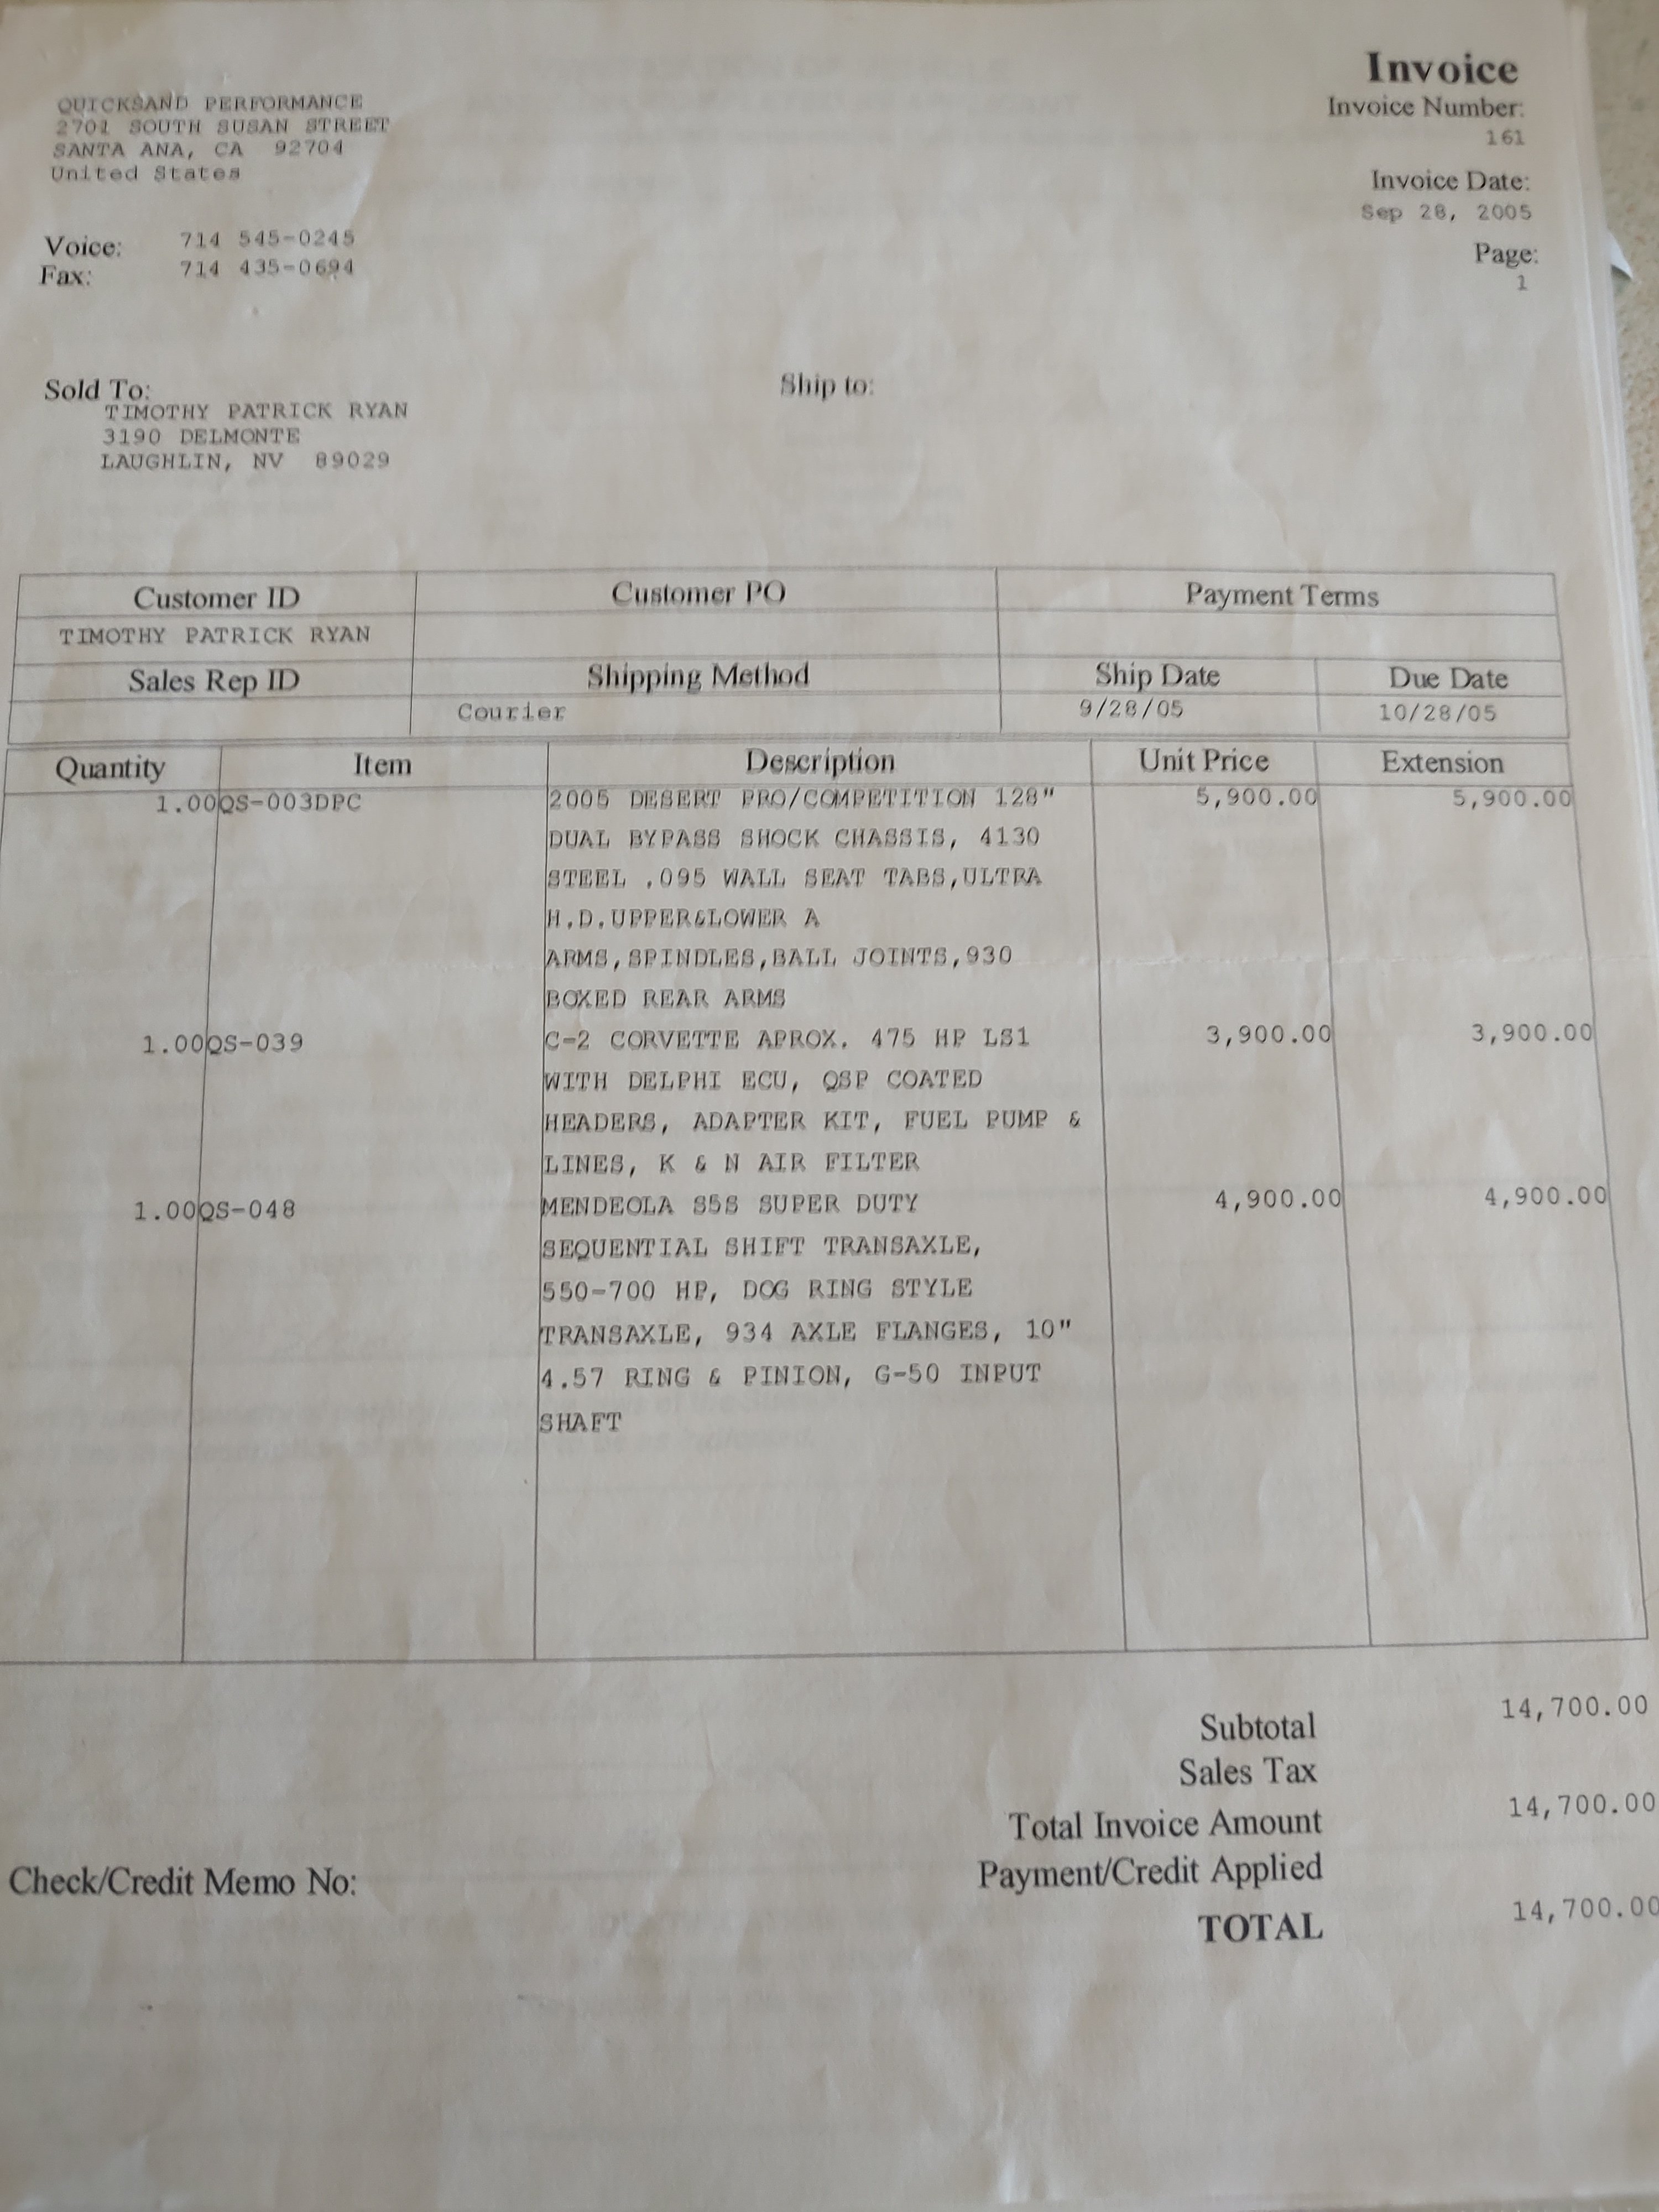 Invoice
QUICKSAND PERFORMANCE
2701 SOUTH SUSAN STREET
SANTA ANA, CA 92704
United States
Invoice Number:
161
Invoice Date:
Sep 28, 2005
Page:
1
Voice: 714 545-0245
Fax: 714 435-0694
Sold To:
TIMOTHY PATRICK RYAN
3190 DELMONTE
LAUGHLIN, NV 89029
Ship to:
Customer ID Customer PO Payment Terms
TIMOTHY PATRICK RYAN
Sales Rep ID Shipping Method Ship Date Due Date
Courier 9/28/05 10/28/05
Quantity Item Description Unit Price Extension
1.00 QS-003DPC 2005 DESERT PRO/COMPETITION 128" 5,900.00 5,900.00
DUAL BYPASS SHOCK CHASSIS, 4130
STEEL .095 WALL SEAT TABS,ULTRA
H.D.UPPER&LOWER A
ARMS,SPINDLES,BALL JOINTS,930
BOXED REAR ARMS
1.00 QS-039 C-2 CORVETTE APROX. 475 HP LS1 3,900.00 3,900.00
WITH DELPHI ECU, QSP COATED
HEADERS, ADAPTER KIT, FUEL PUMP &
LINES, K & N AIR FILTER
1.00 QS-048 MENDEOLA S5S SUPER DUTY 4,900.00 4,900.00
SEQUENTIAL SHIFT TRANSAXLE,
550-700 HP, DOG RING STYLE
TRANSAXLE, 934 AXLE FLANGES, 10"
4.57 RING & PINION, G-50 INPUT
SHAFT
Subtotal 14,700.00
Sales Tax
Total Invoice Amount 14,700.00
Check/Credit Memo No: Payment/Credit Applied
TOTAL 14,700.00